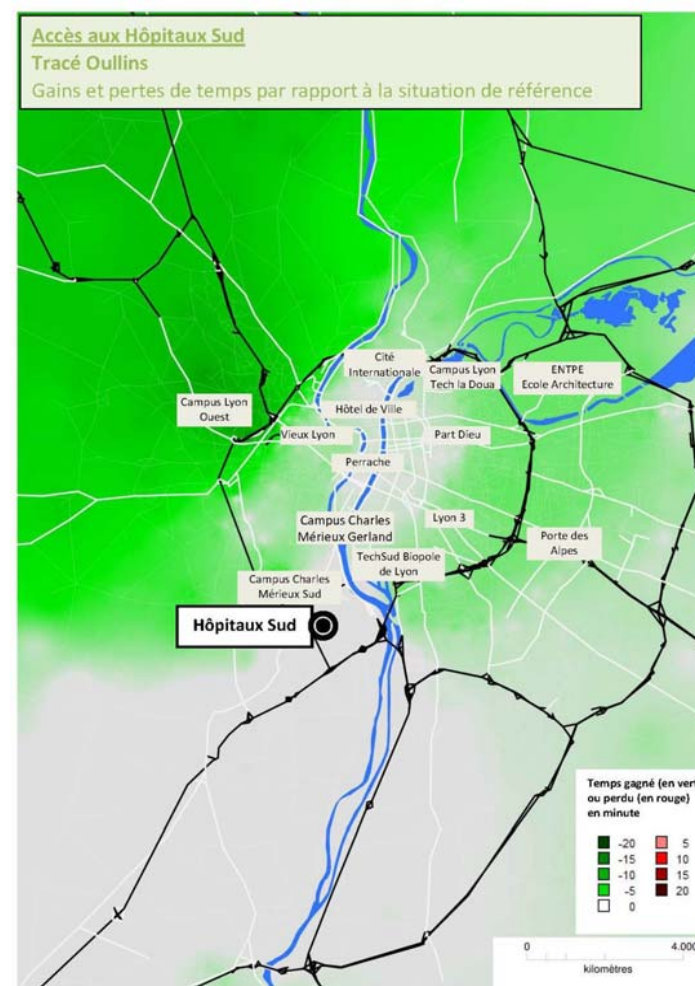 Accès aux Hôpitaux Sud
Tracé Oullins
Gains et pertes de temps par rapport à la situation de référence
Cité
Internationale
Campus Lyon
Tech la Doua
ENTPE
Ecole Architecture
Campus Lyon
Ouest
Hôtel de Ville
Vieux Lyon
Part Dieu
Perrache
Campus Charles
Mérieux Gerland
Lyon 3
Porte des
Alpes
TechSud Biopole
de Lyon
Campus Charles
Mérieux Sud
Hôpitaux Sud
Temps gagné (en vert
ou perdu (en rouge)
en minute
-20 5
-15 10
-10 15
-5 20
0
0 4.000
kilomètres